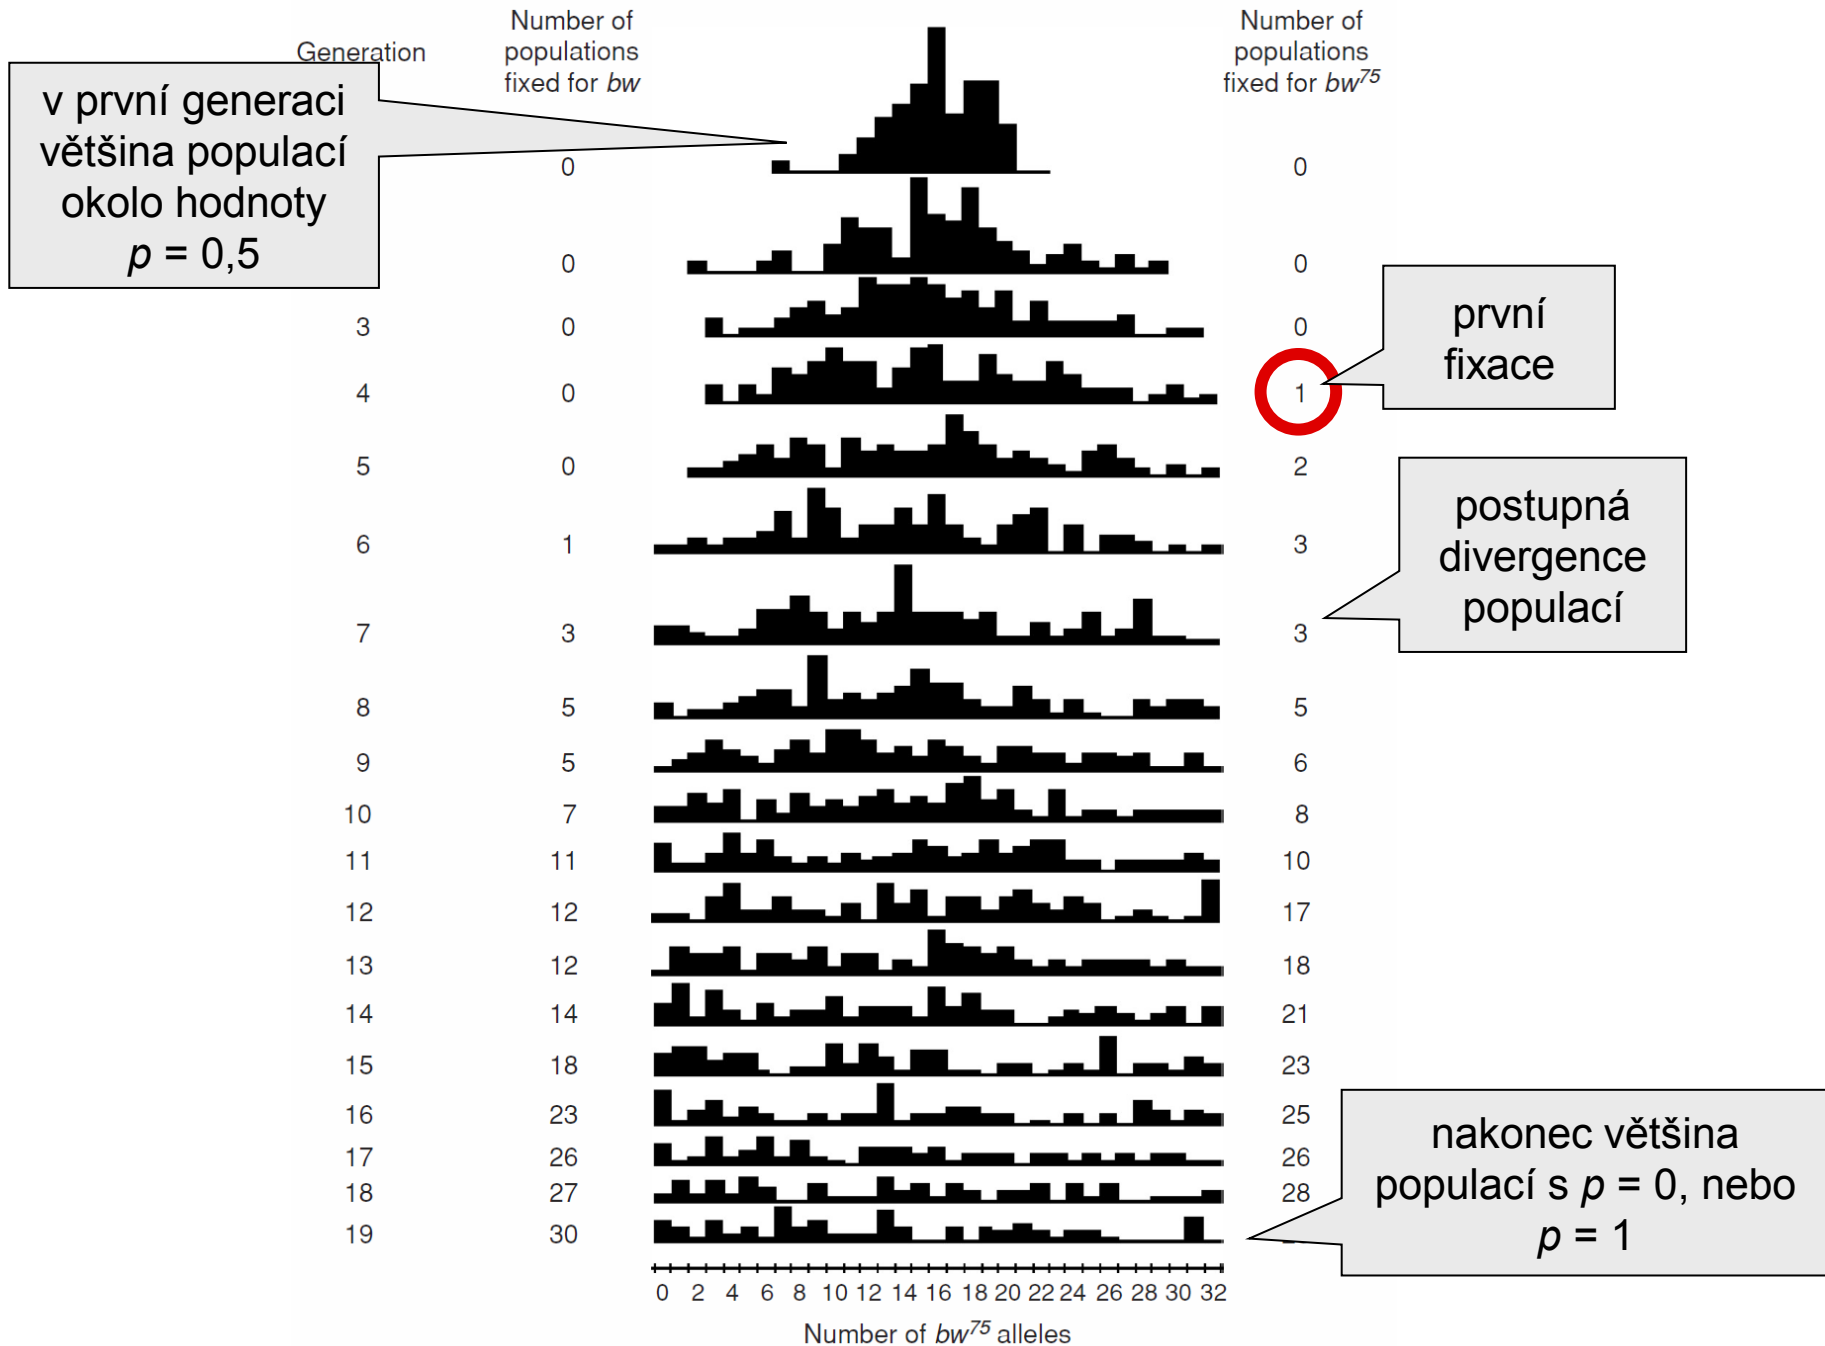 Generation
Number of
populations
fixed for bw
Number of
populations
fixed for bw75
v první generaci
většina populací
okolo hodnoty
p = 0,5
0 0
0 0
3 0 0
první
fixace
4 0 1
5 0 2
postupná
divergence
populací
6 1 3
7 3 3
8 5 5
9 5 6
10 7 8
11 11 10
12 12 17
13 12 18
14 14 21
15 18 23
16 23 25
17 26 26
18 27 28
19 30
nakonec většina
populací s p = 0, nebo
p = 1
0 2 4 6 8 10 12 14 16 18 20 22 24 26 28 30 32
Number of bw75 alleles